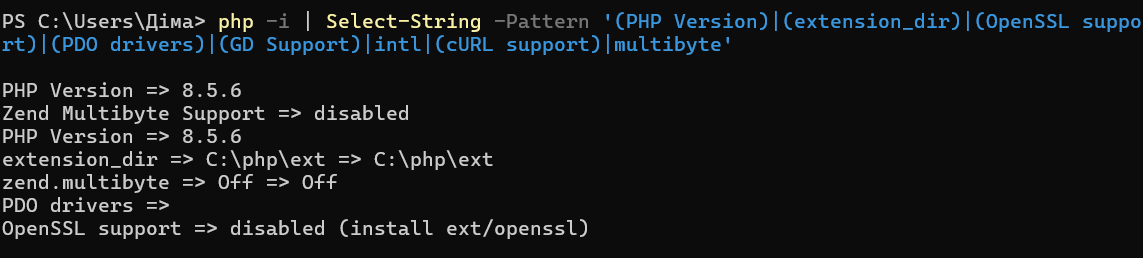 PS C:\Users\Діма> php -i | Select-String -Pattern '(PHP Version)|(extension_dir)|(OpenSSL suppo
rt)|(PDO drivers)|(GD Support)|intl|(cURL support)|multibyte'
PHP Version => 8.5.6
Zend Multibyte Support => disabled
PHP Version => 8.5.6
extension_dir => C:\php\ext => C:\php\ext
zend.multibyte => Off => Off
PDO drivers =>
OpenSSL support => disabled (install ext/openssl)